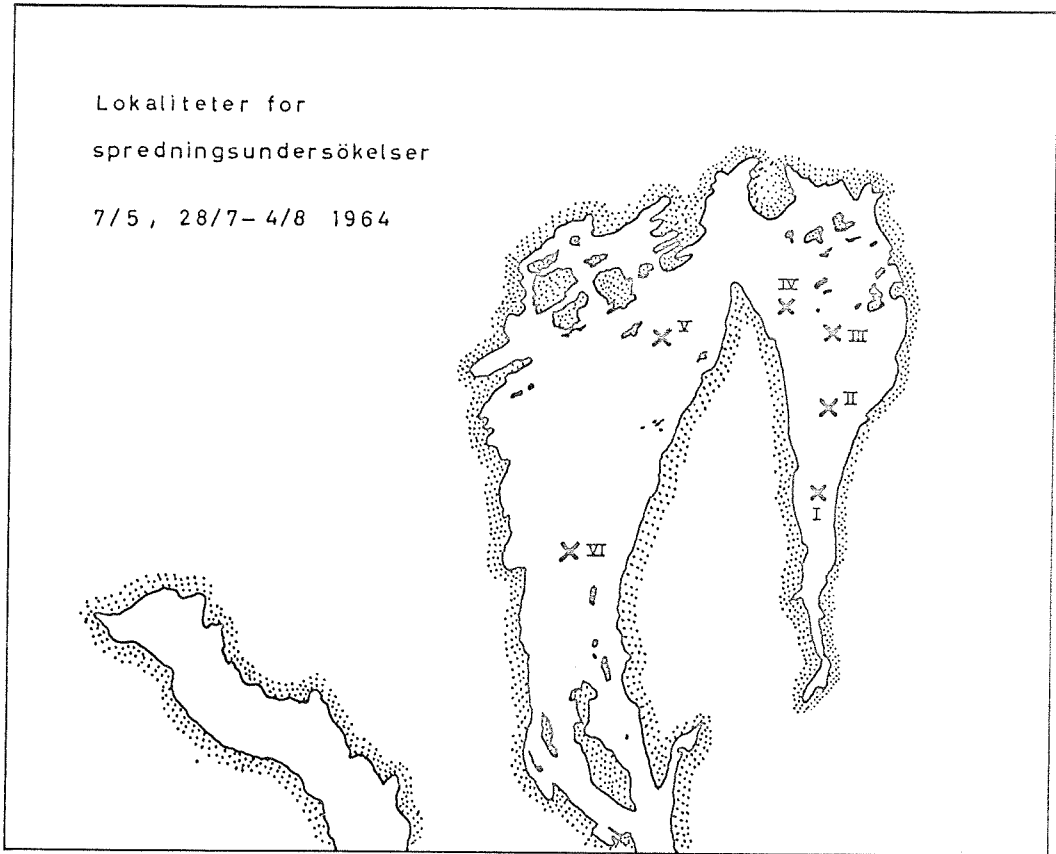 Lokaliteter for
spredningsundersökelser
7/5, 28/7-4/8 1964
IV
V
III
II
I
VI